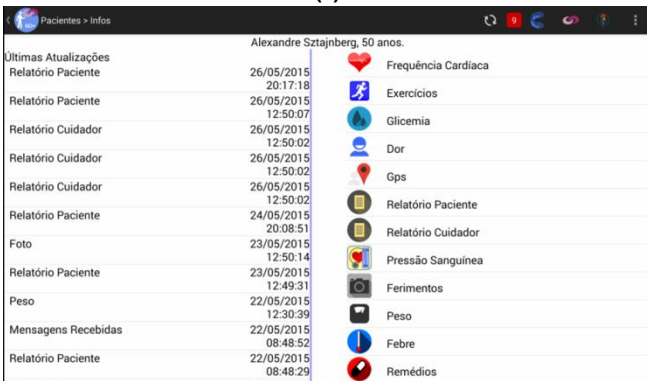 Pacientes > Infos
9
Alexandre Sztajnberg, 50 anos.
Últimas Atualizações
Relatório Paciente 26/05/2015
20:17:18
Relatório Paciente 26/05/2015
12:50:07
Relatório Cuidador 26/05/2015
12:50:02
Relatório Cuidador 26/05/2015
12:50:02
Relatório Cuidador 26/05/2015
12:50:02
Relatório Paciente 24/05/2015
20:08:51
Foto 23/05/2015
12:50:14
Relatório Paciente 23/05/2015
12:49:31
Peso 22/05/2015
12:30:39
Mensagens Recebidas 22/05/2015
08:48:52
Relatório Paciente 22/05/2015
08:48:29
Frequência Cardíaca
Exercícios
Glicemia
Dor
Gps
Relatório Paciente
Relatório Cuidador
Pressão Sanguínea
Ferimentos
Peso
Febre
Remédios